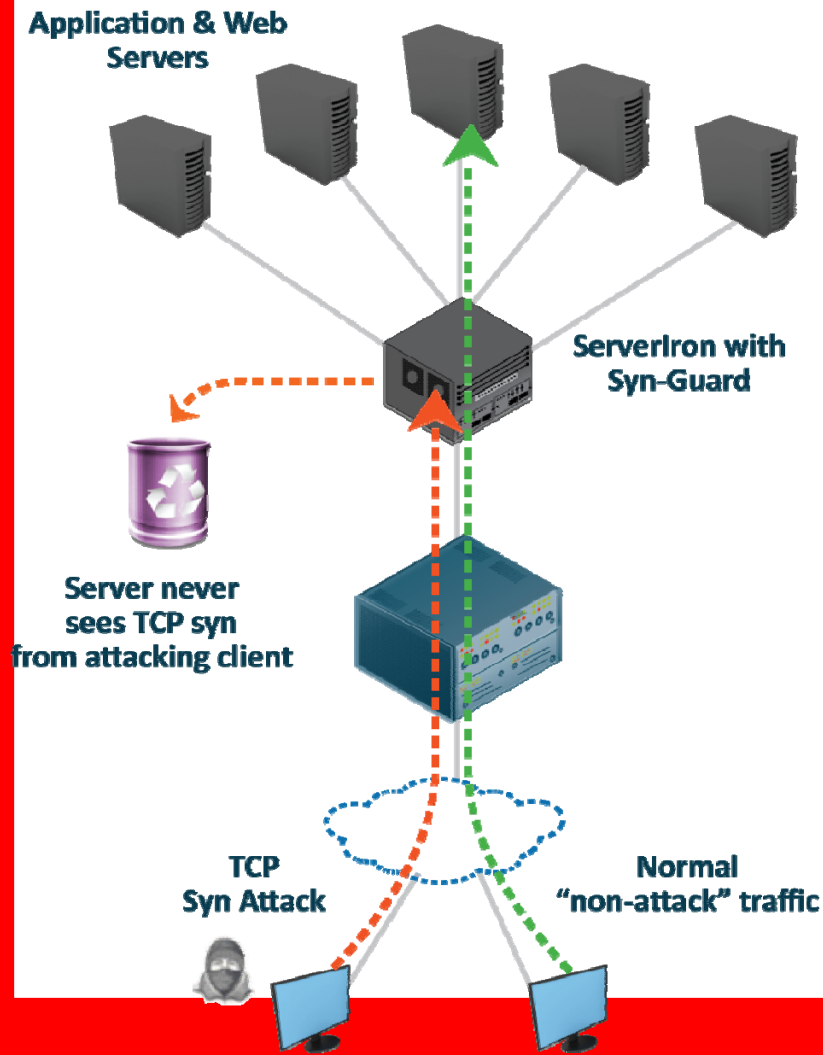 Application & Web
Servers
ServerIron with
Syn-Guard
Server never
sees TCP syn
from attacking client
TCP
Syn Attack
Normal
“non-attack” traffic